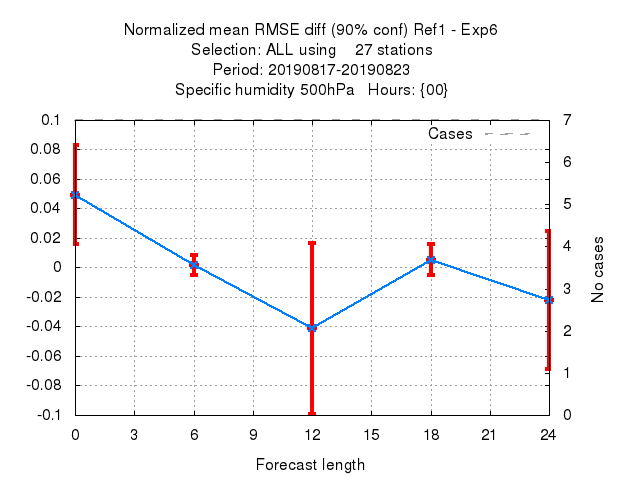 Normalized mean RMSE diff (90% conf) Ref1 - Exp6
Selection: ALL using 27 stations
Period: 20190817-20190823
Specific humidity 500hPa Hours: {00}
Cases
0.1
0.08
0.06
0.04
0.02
0
-0.02
-0.04
-0.06
-0.08
-0.1
7
6
5
4
3
2
1
0
No cases
0 3 6 9 12 15 18 21 24
Forecast length